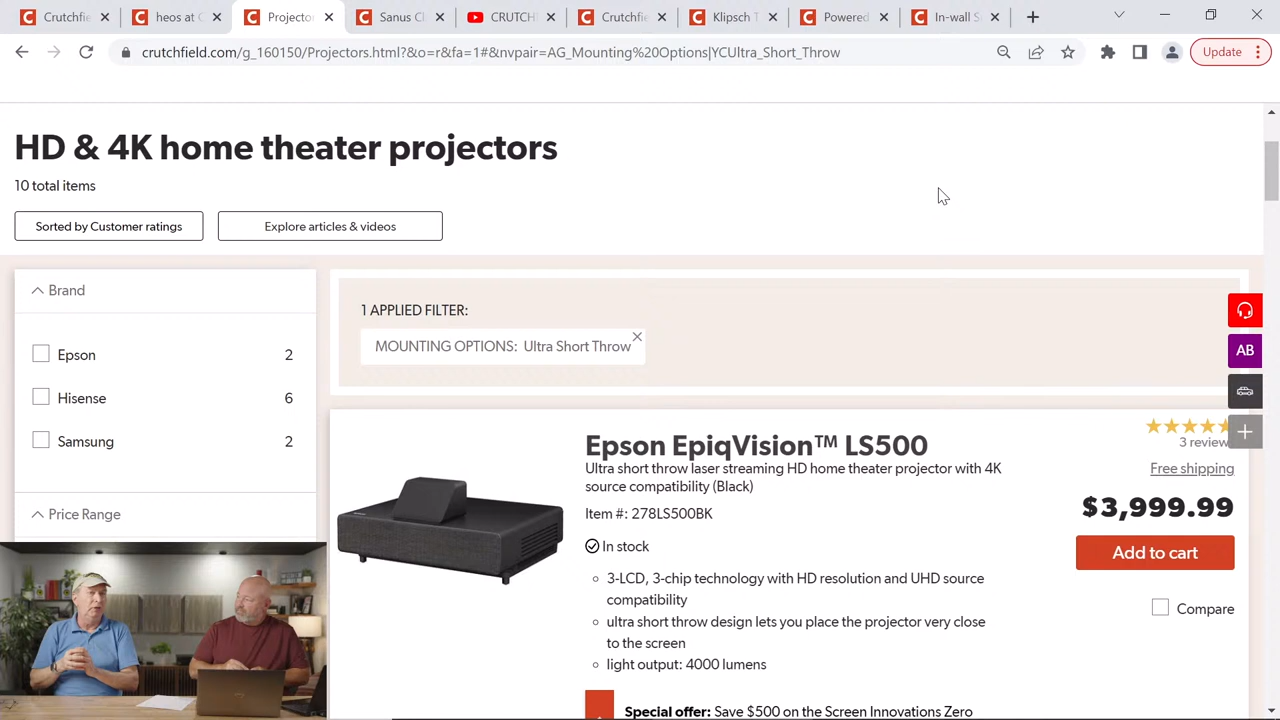 Crutchfi
heos at C
Projector
Sanus Cl
CRUTCH
Crutchfie
Klipsch T
Powered
In-wall S
crutchfield.com/g_160150/Projectors.html?&o=r&fa=1#&nvpair=AG_Mounting%20Options|YCUltra_Short_Throw
Update
HD & 4K home theater projectors
10 total items
Sorted by Customer ratings
Explore articles & videos
Brand
Epson 2
Hisense 6
Samsung 2
Price Range
1 APPLIED FILTER:
MOUNTING OPTIONS: Ultra Short Throw
AB
Epson EpiqVision™ LS500
Ultra short throw laser streaming HD home theater projector with 4K
source compatibility (Black)
Item #: 278LS500BK
In stock
3-LCD, 3-chip technology with HD resolution and UHD source
compatibility
ultra short throw design lets you place the projector very close
to the screen
light output: 4000 lumens
Special offer: Save $500 on the Screen Innovations Zero
3 review
Free shipping
$3,999.99
Add to cart
Compare